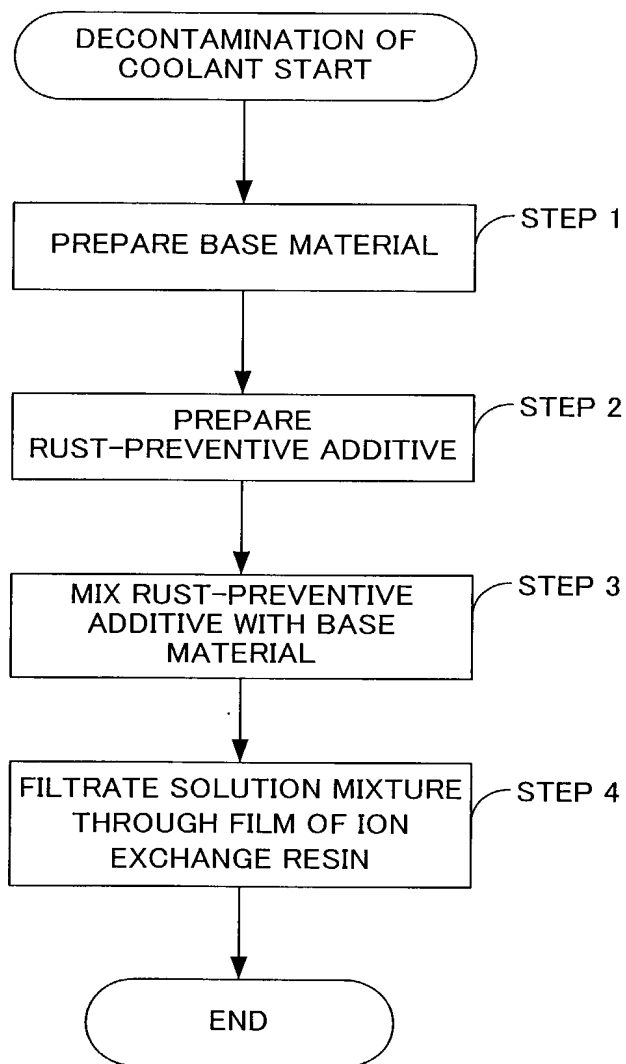 DECONTAMINATION OF
COOLANT START
STEP 1
PREPARE BASE MATERIAL
STEP 2
PREPARE
RUST-PREVENTIVE ADDITIVE
STEP 3
MIX RUST-PREVENTIVE
ADDITIVE WITH BASE
MATERIAL
STEP 4
FILTRATE SOLUTION MIXTURE
THROUGH FILM OF ION
EXCHANGE RESIN
END